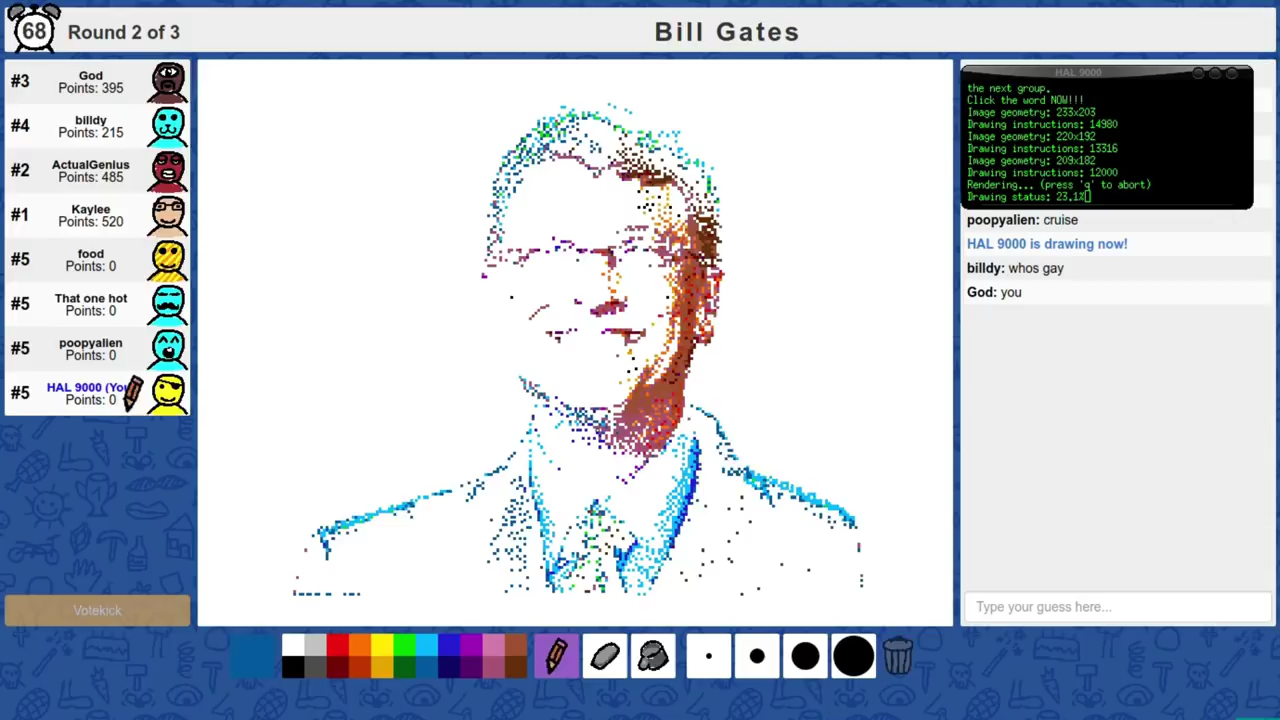 68
Round 2 of 3
Bill Gates
#3
God
Points: 395
#4
billdy
Points: 215
#2
ActualGenius
Points: 485
#1
Kaylee
Points: 520
#5
food
Points: 0
#5
That one hot
Points: 0
#5
poopyalien
Points: 0
#5
HAL 9000 (You
Points: 0
Votekick
HAL 9000
the next group.
Click the word NOW!!!
Image geometry: 233x203
Drawing instructions: 14980
Image geometry: 220x192
Drawing instructions: 13316
Image geometry: 209x182
Drawing instructions: 12000
Rendering... (press 'q' to abort)
Drawing status: 23.1%
poopyalien: cruise
HAL 9000 is drawing now!
billdy: whos gay
God: you
Type your guess here...